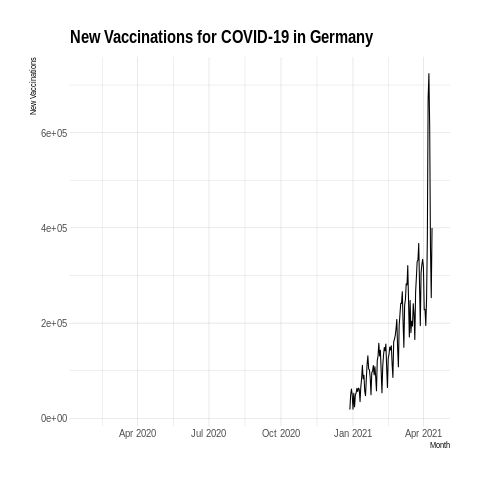 New Vaccinations for COVID-19 in Germany
New Vaccinations
6e+05
4e+05
2e+05
0e+00
Apr 2020
Jul 2020
Oct 2020
Jan 2021
Apr 2021
Month